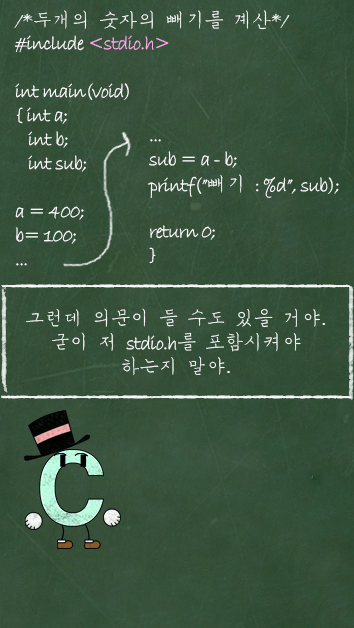 /*두개의 숫자의 빼기를 계산*/
#include <stdio.h>
int main(void)
{ int a;
int b;
int sub;
a = 400;
b= 100;
...
...
sub = a - b;
printf("빼기 : %d", sub);
return 0;
}
그런데 의문이 들 수도 있을 거야.
굳이 저 stdio.h를 포함시켜야
하는지 말야.
C